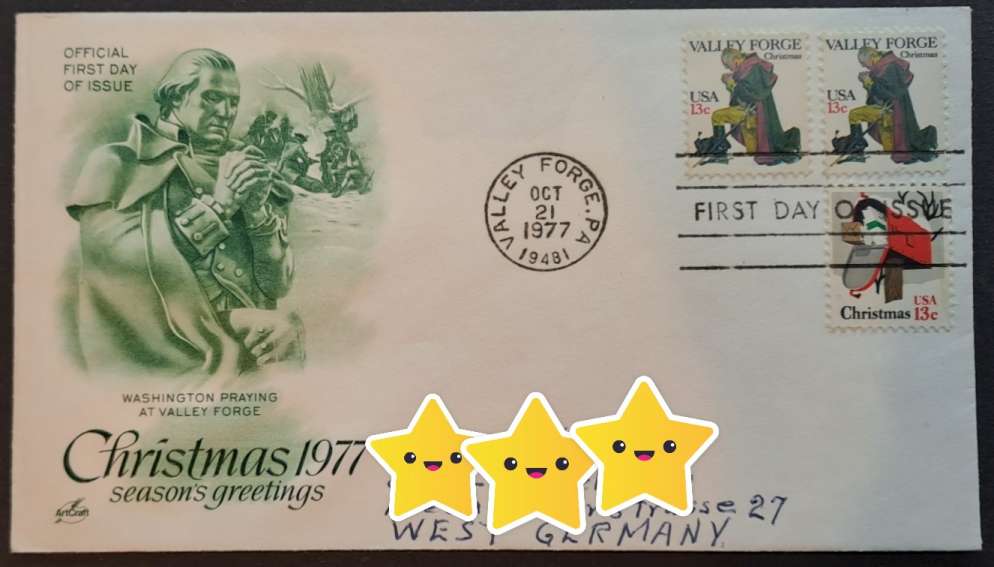 OFFICIAL
FIRST DAY
OF ISSUE
WASHINGTON PRAYING
AT VALLEY FORGE
Christmas 1977
season's greetings
ArtCraft
VALLEY FORGE, PA
OCT
21
1977
19481
VALLEY FORGE
Christmas
USA
13c
VALLEY FORGE
Christmas
USA
13c
FIRST DAY OF ISSUE
USA
Christmas 13c
27
WEST GERMANY